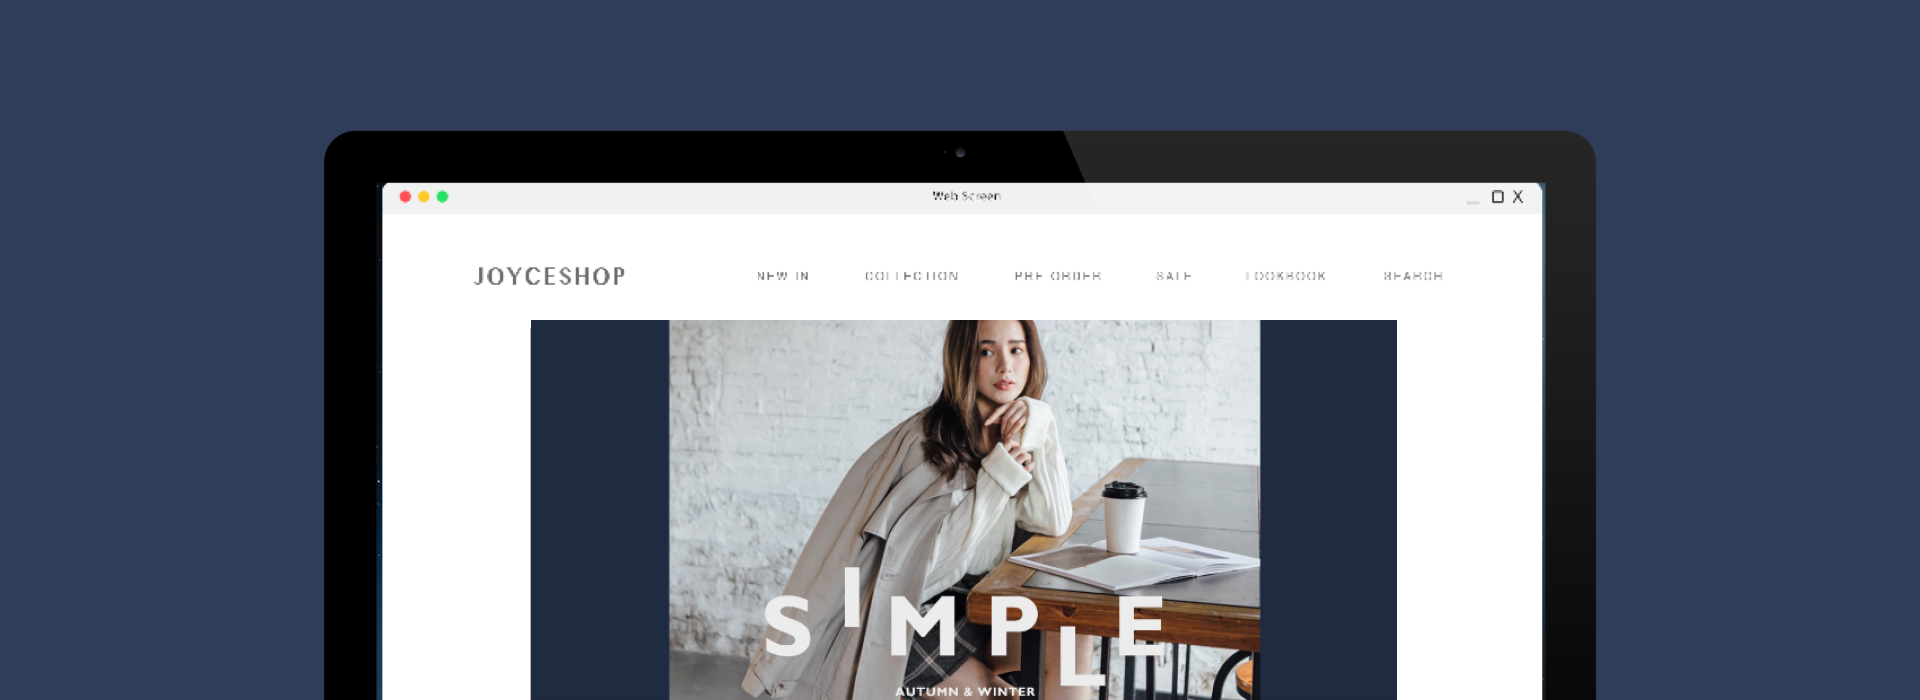 Web Screen
JOYCESHOP NEW IN COLLECTION PRE ORDER SALE LOOKBOOK SEARCH
SIMPLE
AUTUMN & WINTER